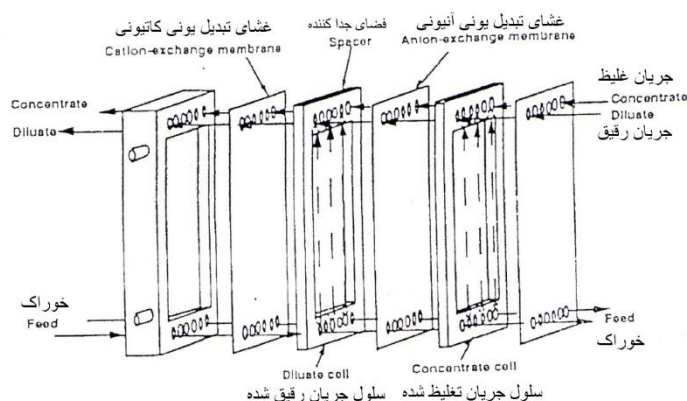 غشای تبدیل یونی کاتیونی
Cation-exchange membrane
فضای جدا کننده
Spacer
غشای تبدیل یونی آنیونی
Anion-exchange membrane
Concentrate
Diluate
جریان غلیظ
Concentrate
Diluate
جریان رقیق
خوراک
Feed
Feed
خوراک
Diluate cell
سلول جریان رقیق شده
Concentrate cell
سلول جریان تغلیظ شده